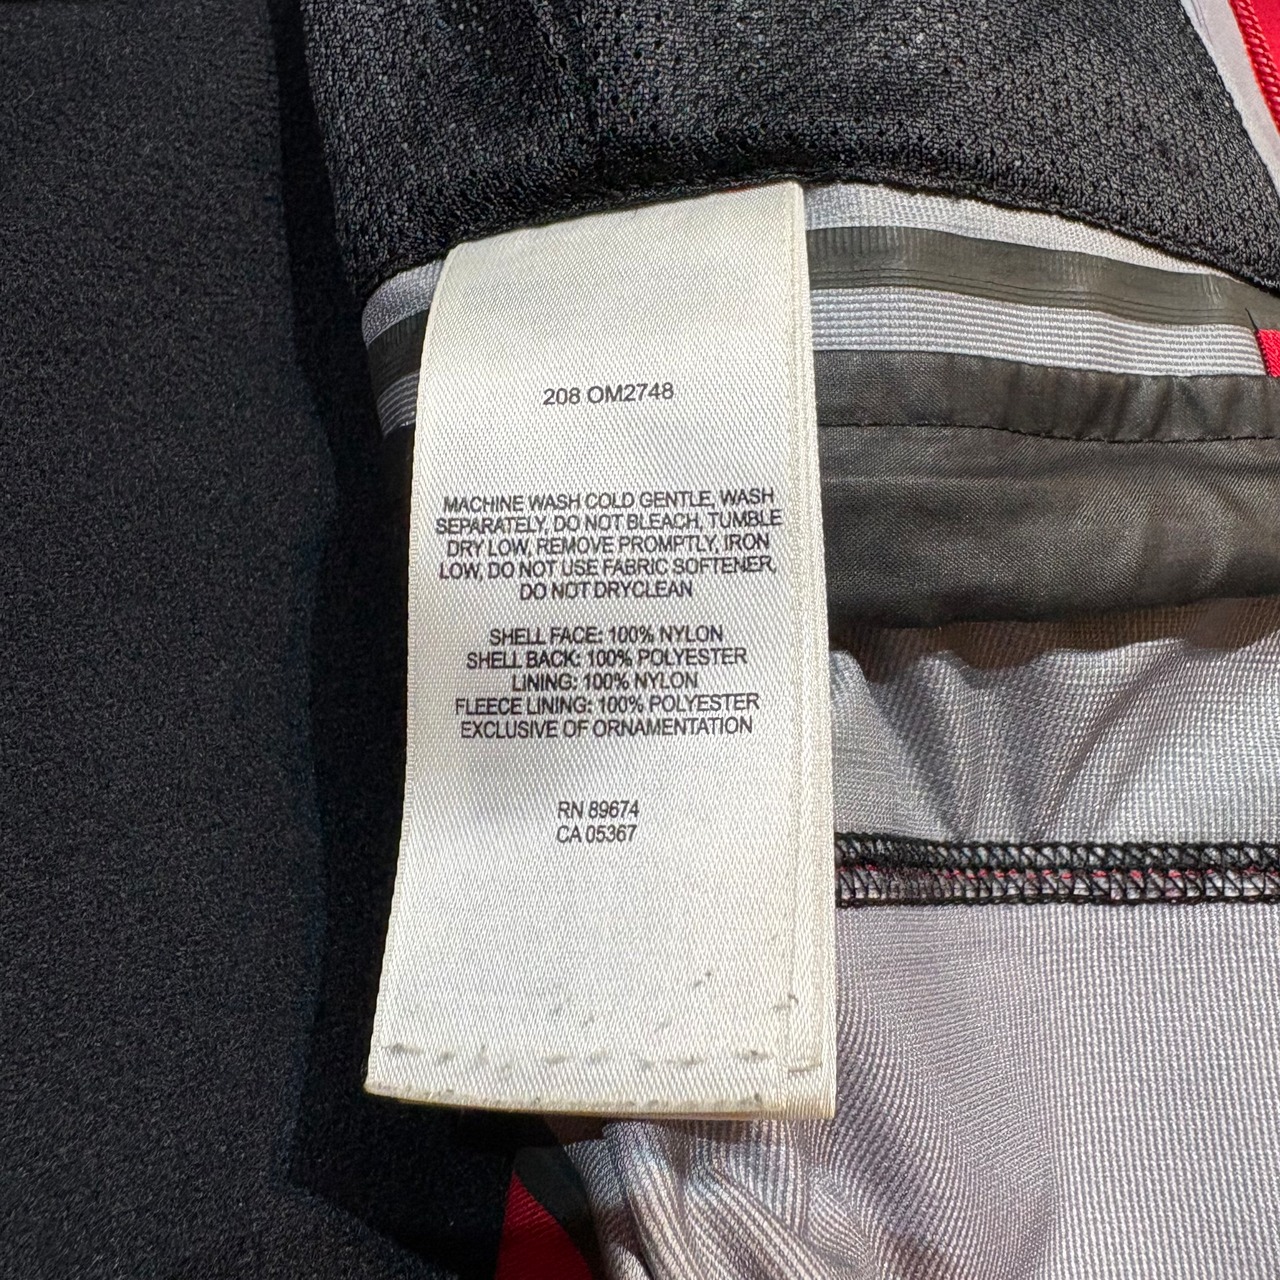 208 OM2748
MACHINE WASH COLD GENTLE, WASH
SEPARATELY, DO NOT BLEACH, TUMBLE
DRY LOW, REMOVE PROMPTLY, IRON
LOW, DO NOT USE FABRIC SOFTENER,
DO NOT DRYCLEAN
SHELL FACE: 100% NYLON
SHELL BACK: 100% POLYESTER
LINING: 100% NYLON
FLEECE LINING: 100% POLYESTER
EXCLUSIVE OF ORNAMENTATION
RN 89674
CA 05367